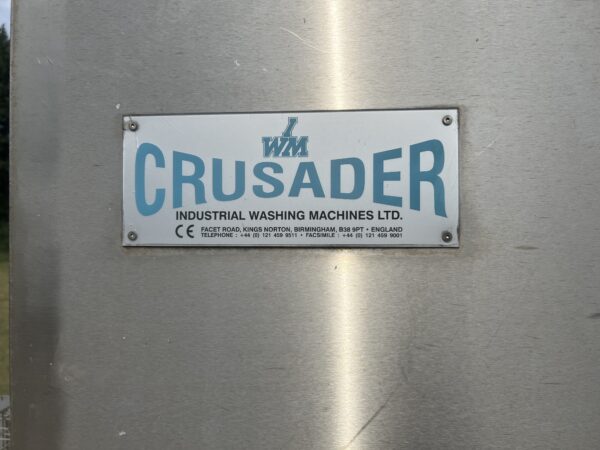 I
WM
CRUSADER
INDUSTRIAL WASHING MACHINES LTD.
CE FACET ROAD, KINGS NORTON, BIRMINGHAM, B38 9PT • ENGLAND
TELEPHONE : +44 (0) 121 459 9511 • FACSIMILE : +44 (0) 121 459 9001